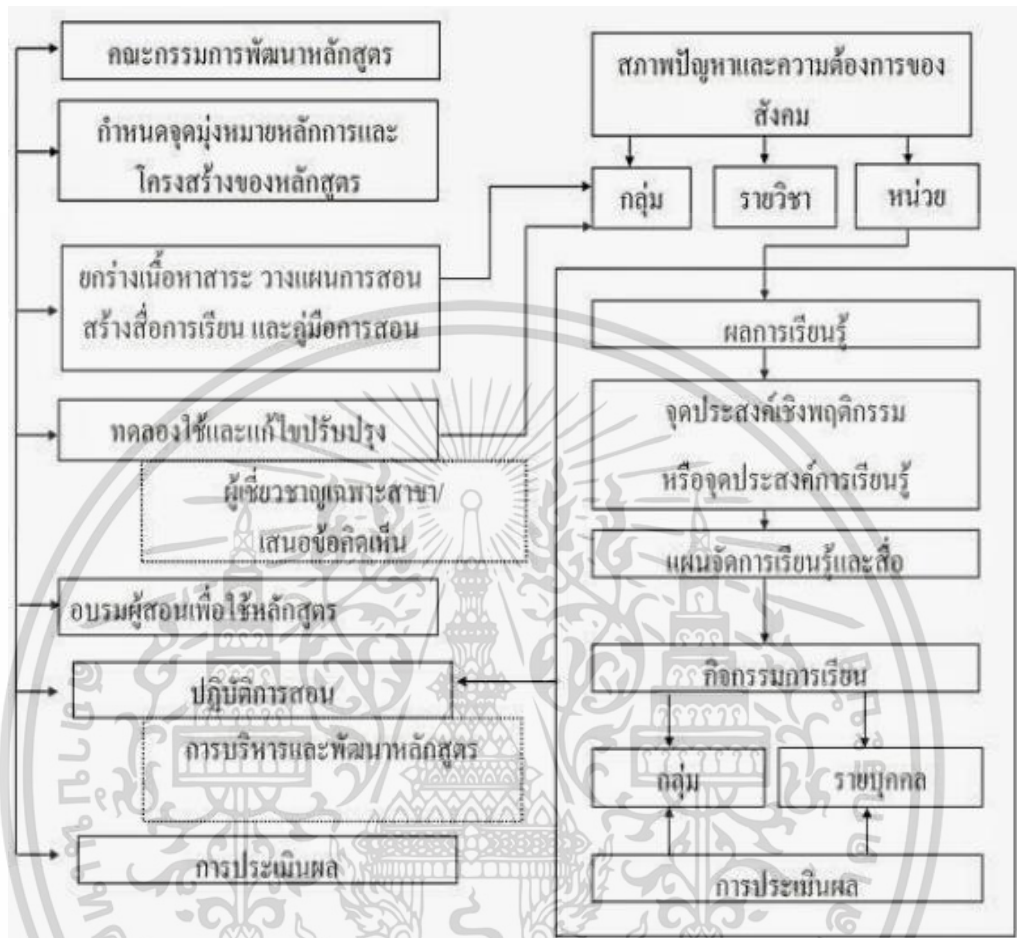 คณะกรรมการพัฒนาหลักสูตร
กำหนดจุดมุ่งหมายหลักการและ
โครงสร้างของหลักสูตร
ยกร่างเนื้อหาสาระ วางแผนการสอน
สร้างสื่อการเรียน และคู่มือการสอน
ทดลองใช้และแก้ไขปรับปรุง
ผู้เชี่ยวชาญเฉพาะสาขา/
เสนอข้อคิดเห็น
อบรมผู้สอนเพื่อใช้หลักสูตร
ปฏิบัติการสอน
การบริหารและพัฒนาหลักสูตร
การประเมินผล
สภาพปัญหาและความต้องการของ
สังคม
กลุ่ม
รายวิชา
หน่วย
ผลการเรียนรู้
จุดประสงค์เชิงพฤติกรรม
หรือจุดประสงค์การเรียนรู้
แผนจัดการเรียนรู้และสื่อ
กิจกรรมการเรียน
กลุ่ม
รายบุคคล
การประเมินผล